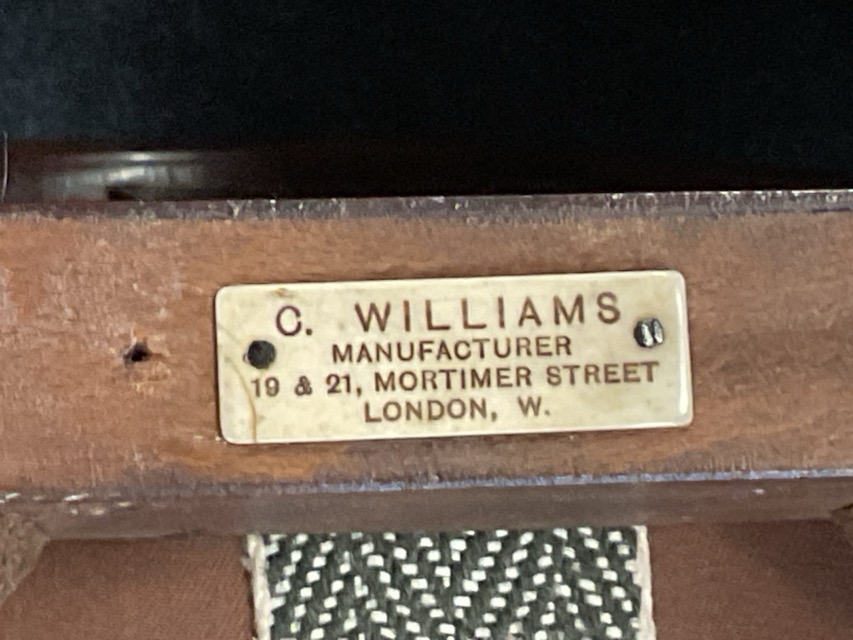 C. WILLIAMS
MANUFACTURER
19 & 21, MORTIMER STREET
LONDON, W.